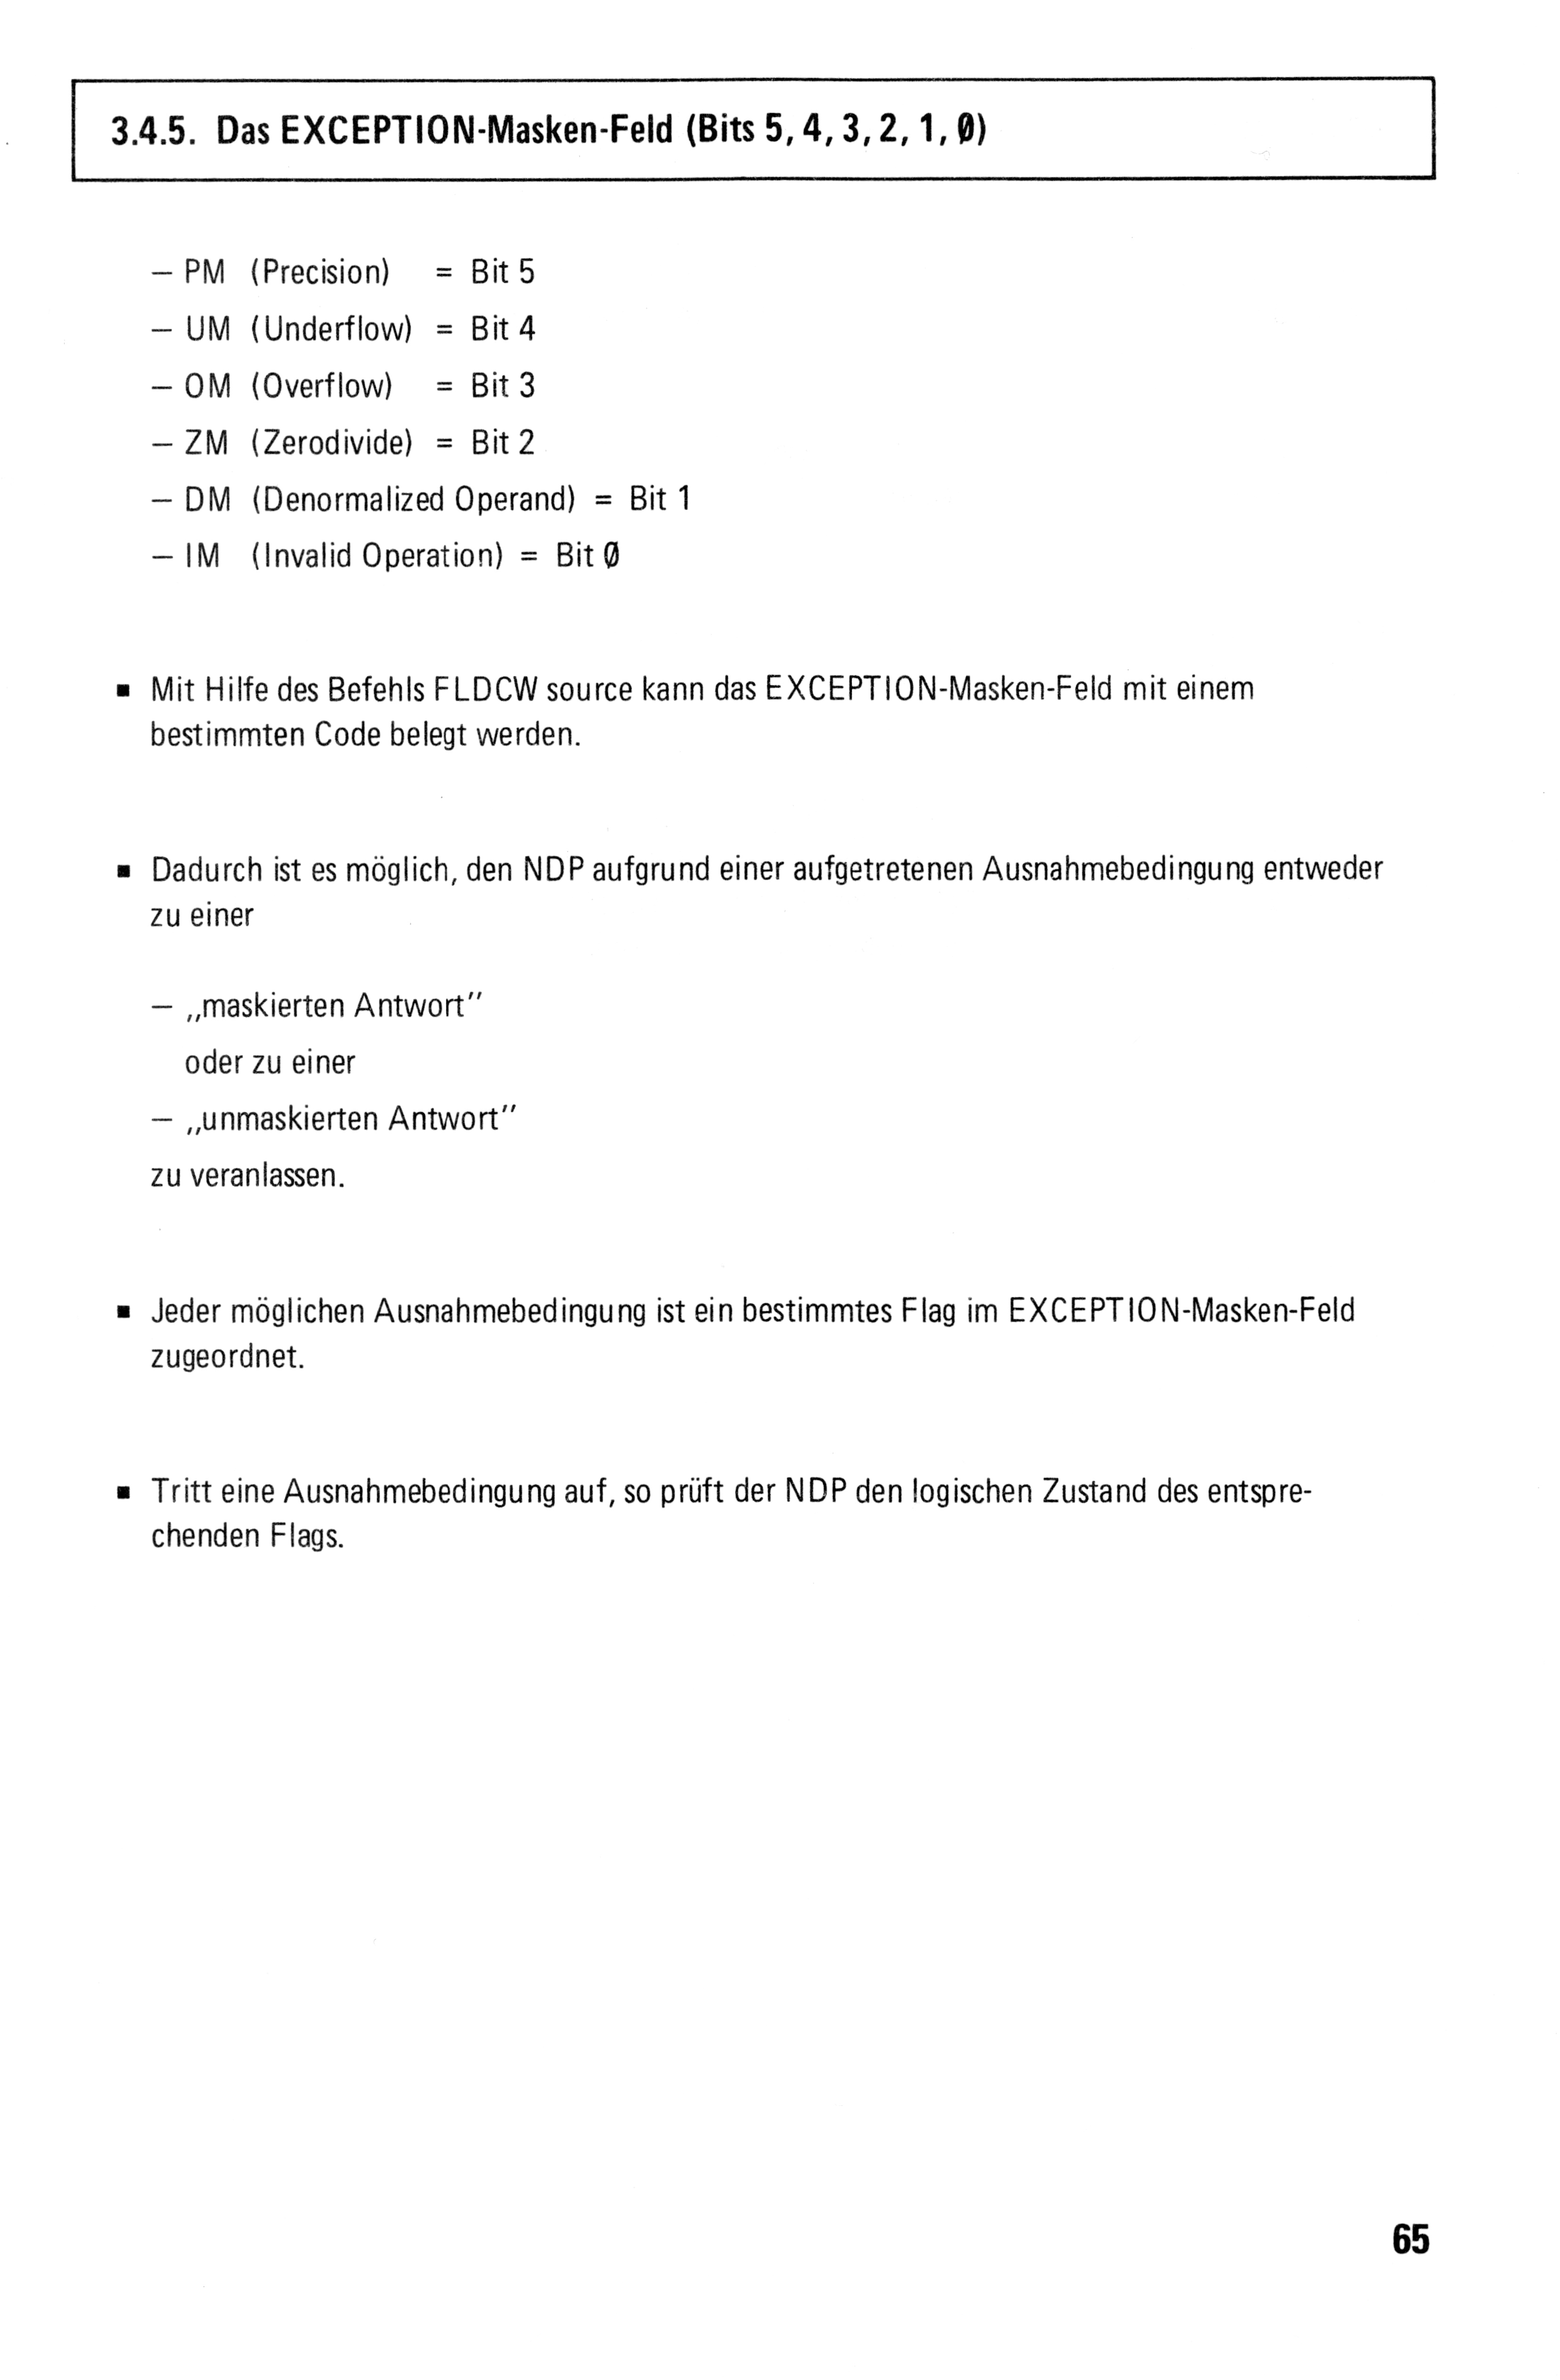 3.4.5. Das EXCEPTION-Masken-Feld (Bits 5, 4, 3, 2, 1, Ø)
– PM (Precision) = Bit 5
– UM (Underflow) = Bit 4
– OM (Overflow) = Bit 3
– ZM (Zerodivide) = Bit 2
– DM (Denormalized Operand) = Bit 1
– IM (Invalid Operation) = Bit Ø
▪ Mit Hilfe des Befehls FLDCW source kann das EXCEPTION-Masken-Feld mit einem
bestimmten Code belegt werden.
▪ Dadurch ist es möglich, den NDP aufgrund einer aufgetretenen Ausnahmebedingung entweder
zu einer
– ,,maskierten Antwort”
oder zu einer
– ,,unmaskierten Antwort”
zu veranlassen.
▪ Jeder möglichen Ausnahmebedingung ist ein bestimmtes Flag im EXCEPTION-Masken-Feld
zugeordnet.
▪ Tritt eine Ausnahmebedingung auf, so prüft der NDP den logischen Zustand des entspre-
chenden Flags.
65